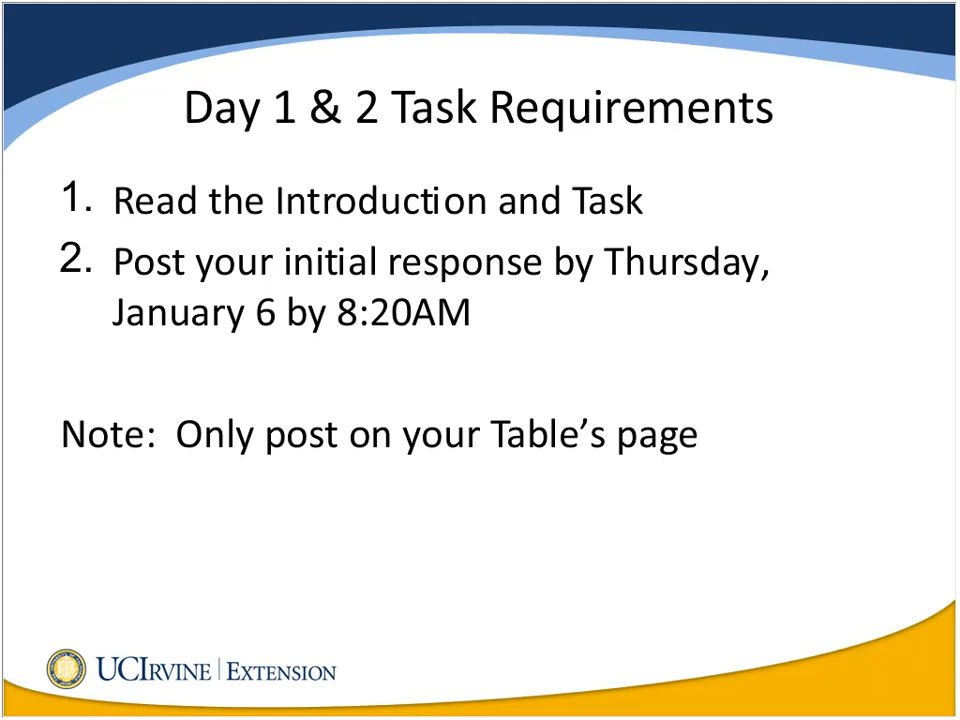 Day 1 & 2 Task Requirements
1. Read the Introduction and Task
2. Post your initial response by Thursday,
January 6 by 8:20AM
Note: Only post on your Table’s page
UCIRVINE | EXTENSION